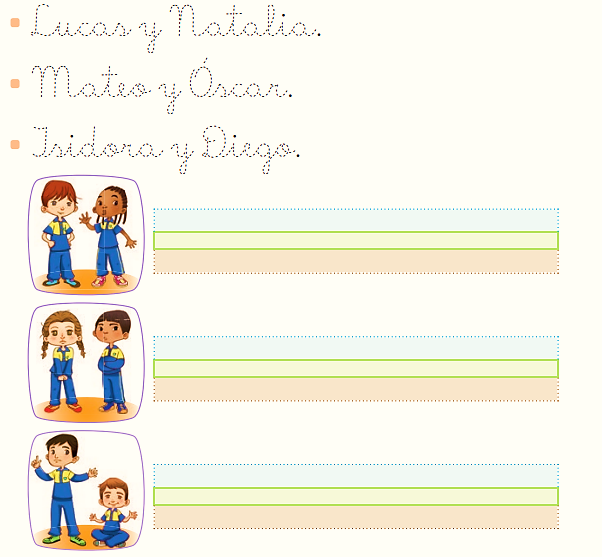 Lucas y Natalia.
Mateo y Óscar.
Isidora y Diego.